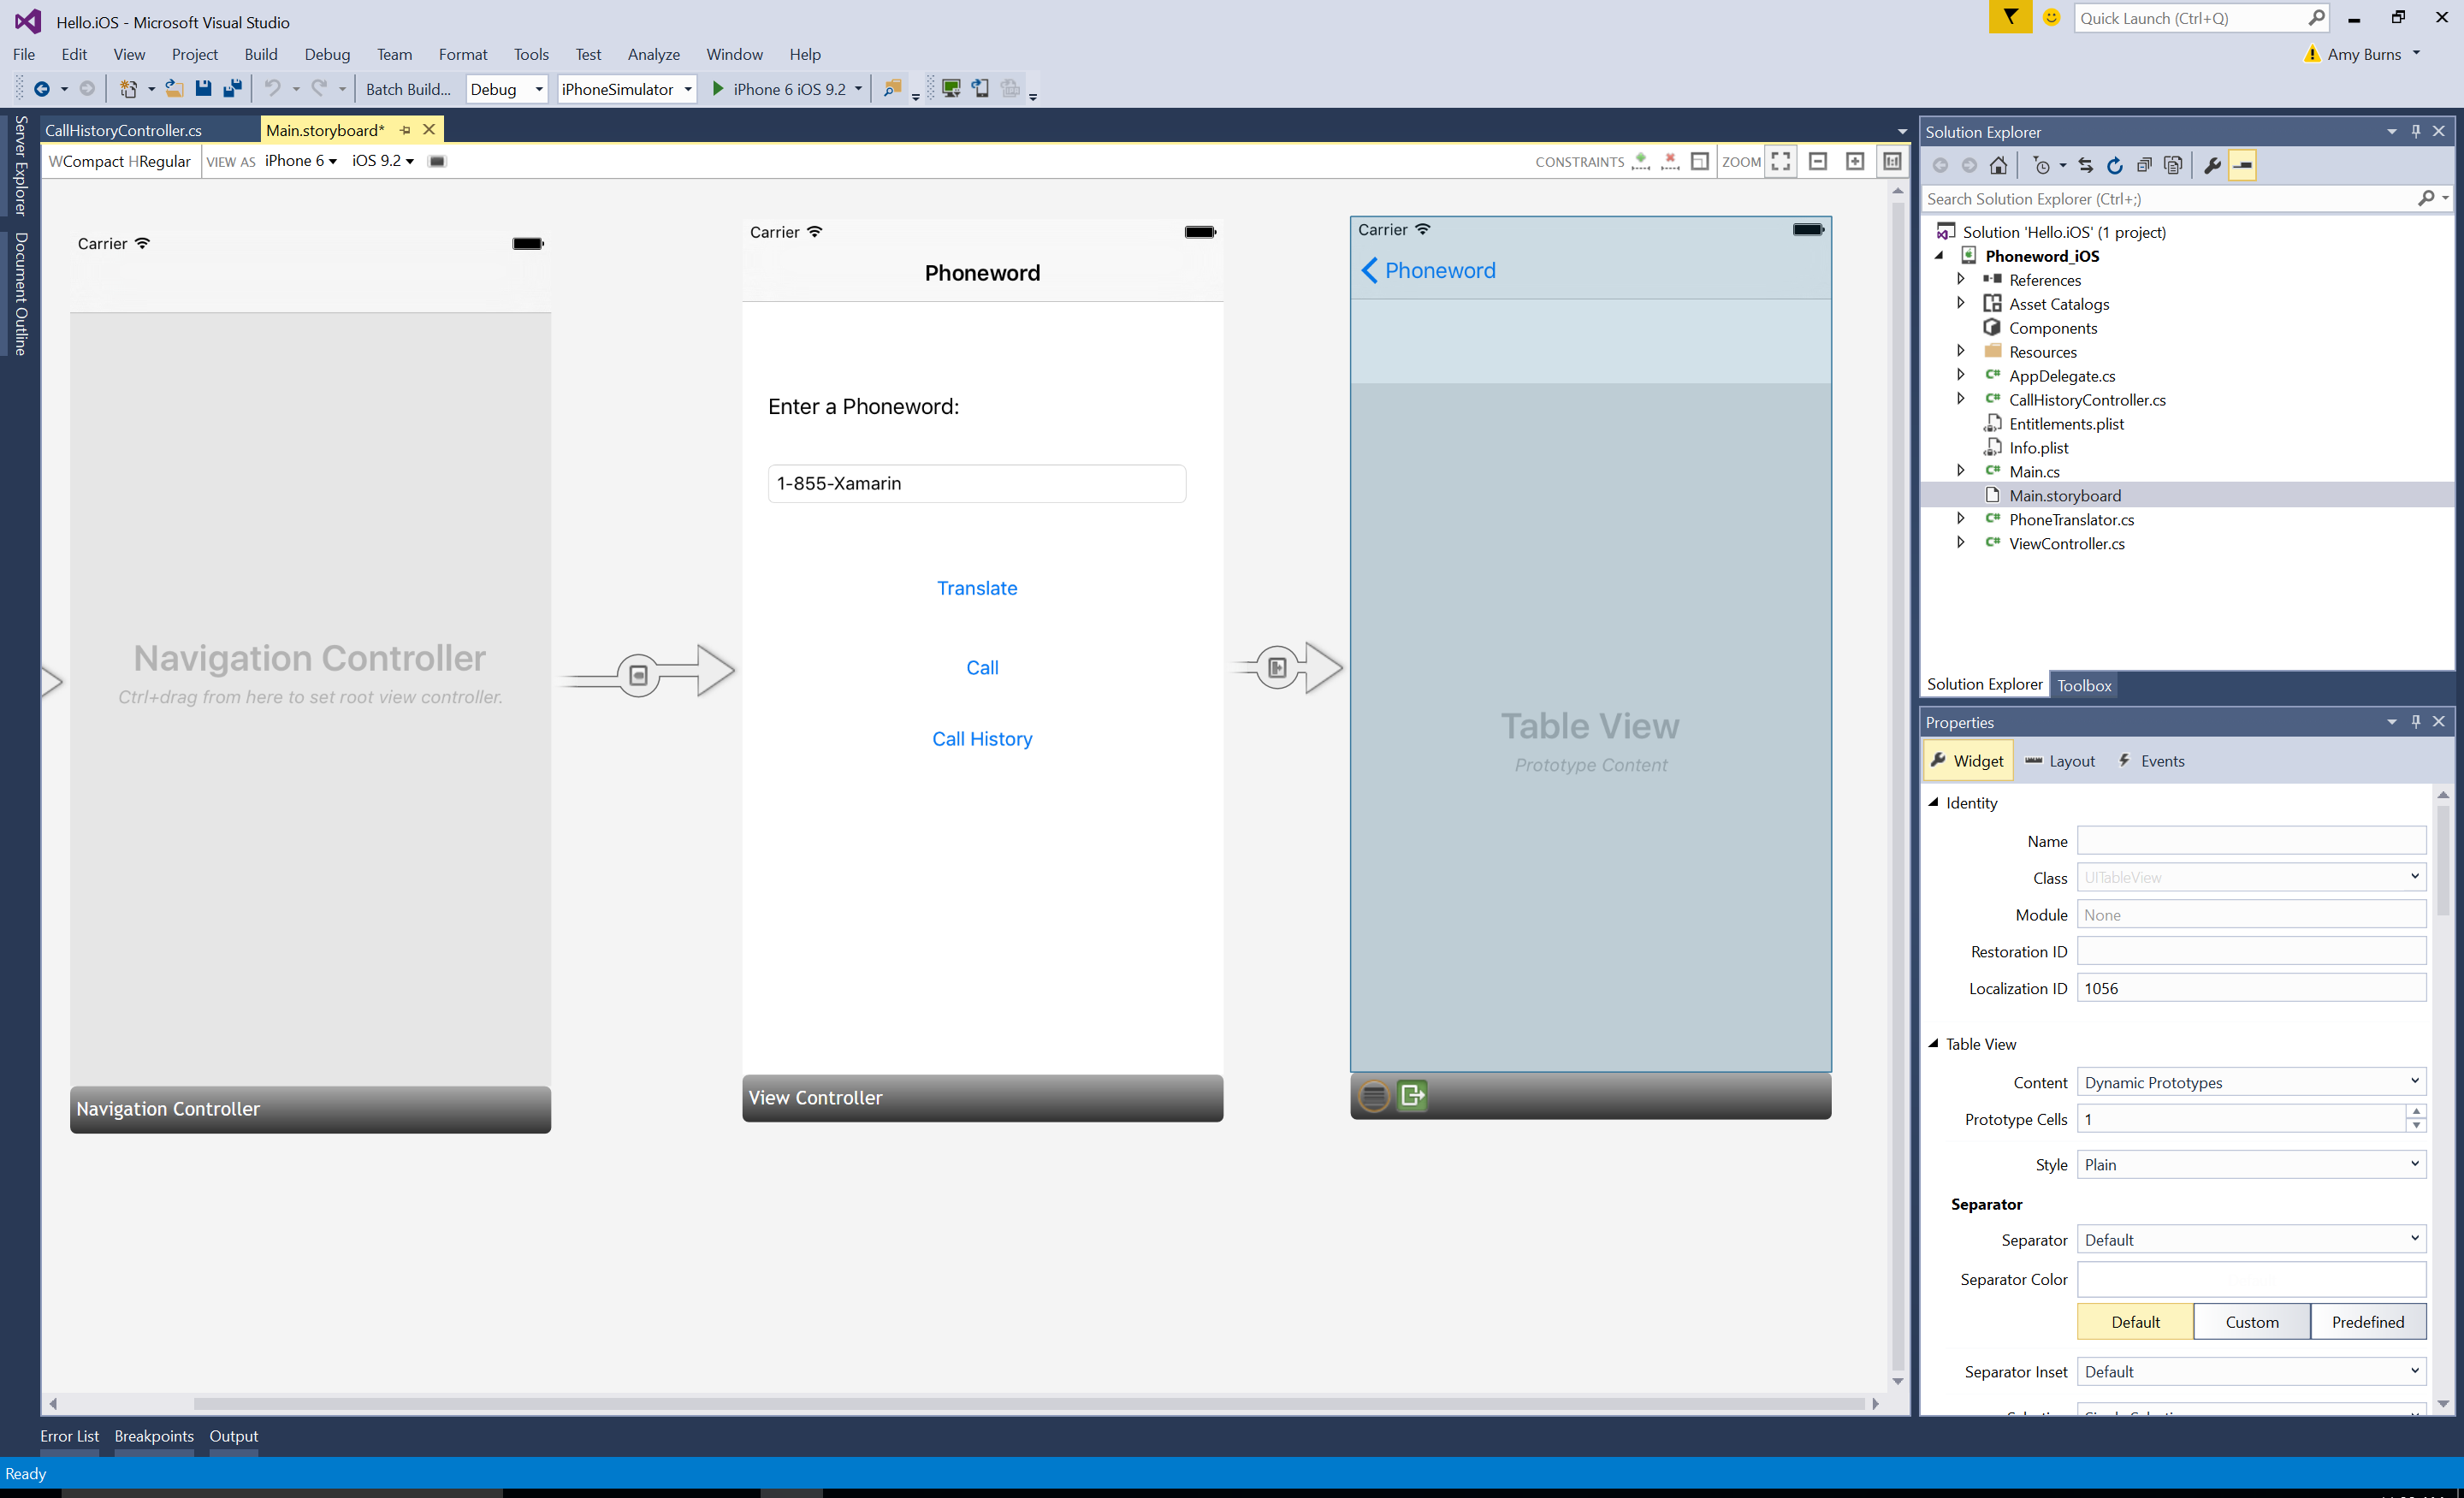 Hello.iOS - Microsoft Visual Studio
Quick Launch (Ctrl+Q)
File Edit View Project Build Debug Team Format Tools Test Analyze Window Help
Amy Burns
Batch Build... Debug iPhoneSimulator iPhone 6 iOS 9.2
Server Explorer
Document Outline
CallHistoryController.cs Main.storyboard*
WCompact HRegular VIEW AS iPhone 6 iOS 9.2 CONSTRAINTS ZOOM
Carrier
Navigation Controller
Ctrl+drag from here to set root view controller.
Navigation Controller
Carrier
Phoneword
Enter a Phoneword:
1-855-Xamarin
Translate
Call
Call History
View Controller
Carrier
Phoneword
Table View
Prototype Content
Solution Explorer
Search Solution Explorer (Ctrl+;)
Solution 'Hello.iOS' (1 project)
Phoneword_iOS
References
Asset Catalogs
Components
Resources
C# AppDelegate.cs
C# CallHistoryController.cs
Entitlements.plist
Info.plist
C# Main.cs
Main.storyboard
C# PhoneTranslator.cs
C# ViewController.cs
Solution Explorer Toolbox
Properties
Widget Layout Events
Identity
Name
Class UITableView
Module None
Restoration ID
Localization ID 1056
Table View
Content Dynamic Prototypes
Prototype Cells 1
Style Plain
Separator
Separator Default
Separator Color
Default Custom Predefined
Separator Inset Default
Error List Breakpoints Output
Ready